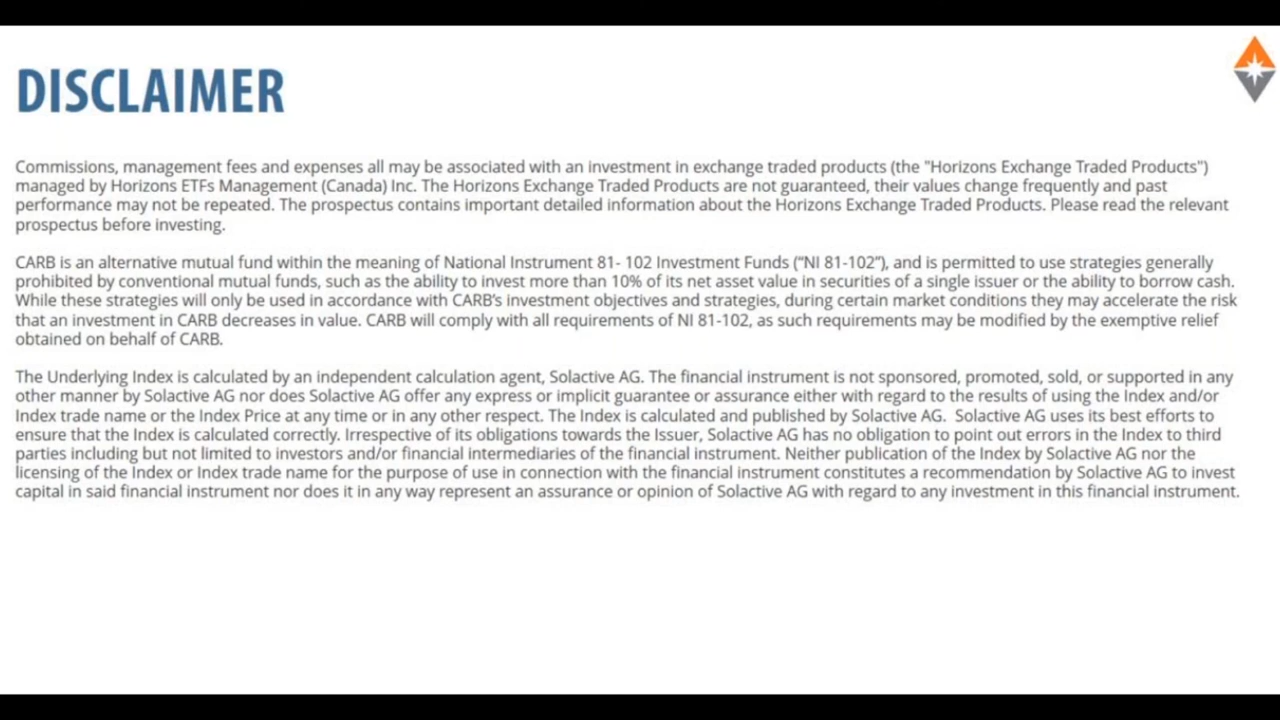 DISCLAIMER
Commissions, management fees and expenses all may be associated with an investment in exchange traded products (the "Horizons Exchange Traded Products")
managed by Horizons ETFs Management (Canada) Inc. The Horizons Exchange Traded Products are not guaranteed, their values change frequently and past
performance may not be repeated. The prospectus contains important detailed information about the Horizons Exchange Traded Products. Please read the relevant
prospectus before investing.
CARB is an alternative mutual fund within the meaning of National Instrument 81- 102 Investment Funds (“NI 81-102”), and is permitted to use strategies generally
prohibited by conventional mutual funds, such as the ability to invest more than 10% of its net asset value in securities of a single issuer or the ability to borrow cash.
While these strategies will only be used in accordance with CARB’s investment objectives and strategies, during certain market conditions they may accelerate the risk
that an investment in CARB decreases in value. CARB will comply with all requirements of NI 81-102, as such requirements may be modified by the exemptive relief
obtained on behalf of CARB.
The Underlying Index is calculated by an independent calculation agent, Solactive AG. The financial instrument is not sponsored, promoted, sold, or supported in any
other manner by Solactive AG nor does Solactive AG offer any express or implicit guarantee or assurance either with regard to the results of using the Index and/or
Index trade name or the Index Price at any time or in any other respect. The Index is calculated and published by Solactive AG.  Solactive AG uses its best efforts to
ensure that the Index is calculated correctly. Irrespective of its obligations towards the Issuer, Solactive AG has no obligation to point out errors in the Index to third
parties including but not limited to investors and/or financial intermediaries of the financial instrument. Neither publication of the Index by Solactive AG nor the
licensing of the Index or Index trade name for the purpose of use in connection with the financial instrument constitutes a recommendation by Solactive AG to invest
capital in said financial instrument nor does it in any way represent an assurance or opinion of Solactive AG with regard to any investment in this financial instrument.